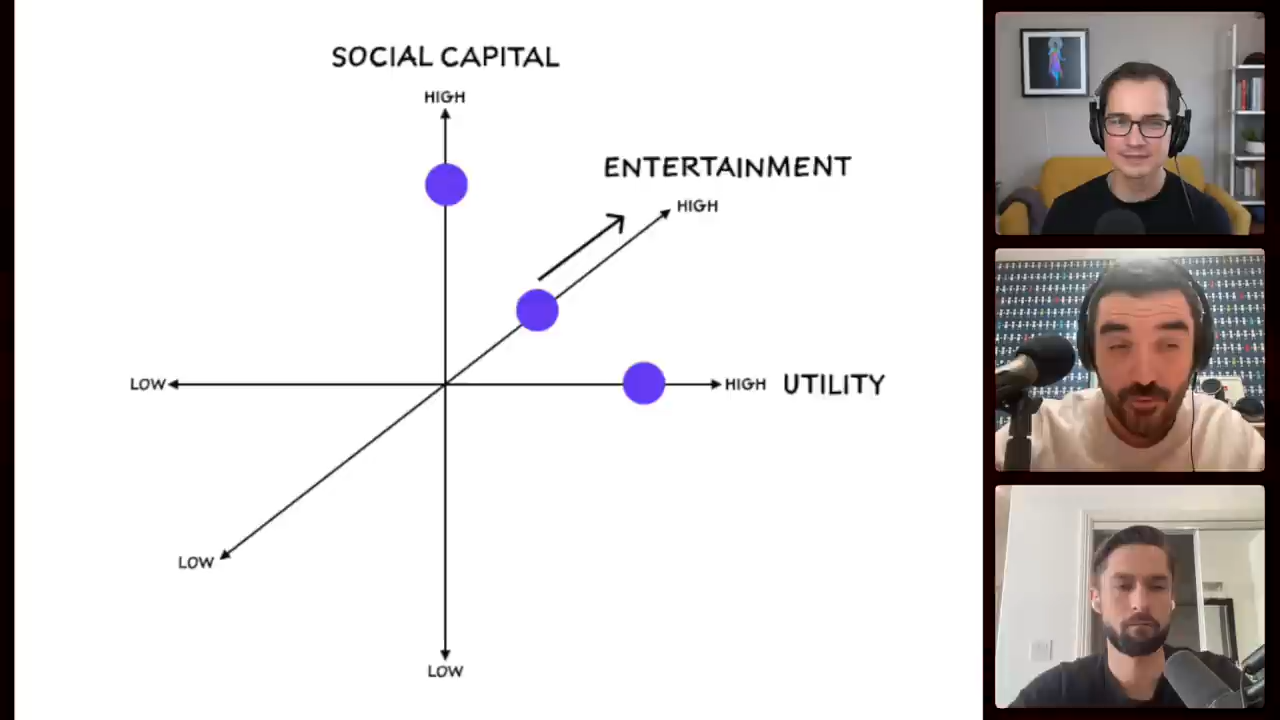 SOCIAL CAPITAL
HIGH
ENTERTAINMENT
HIGH
LOW
HIGH
UTILITY
LOW
LOW